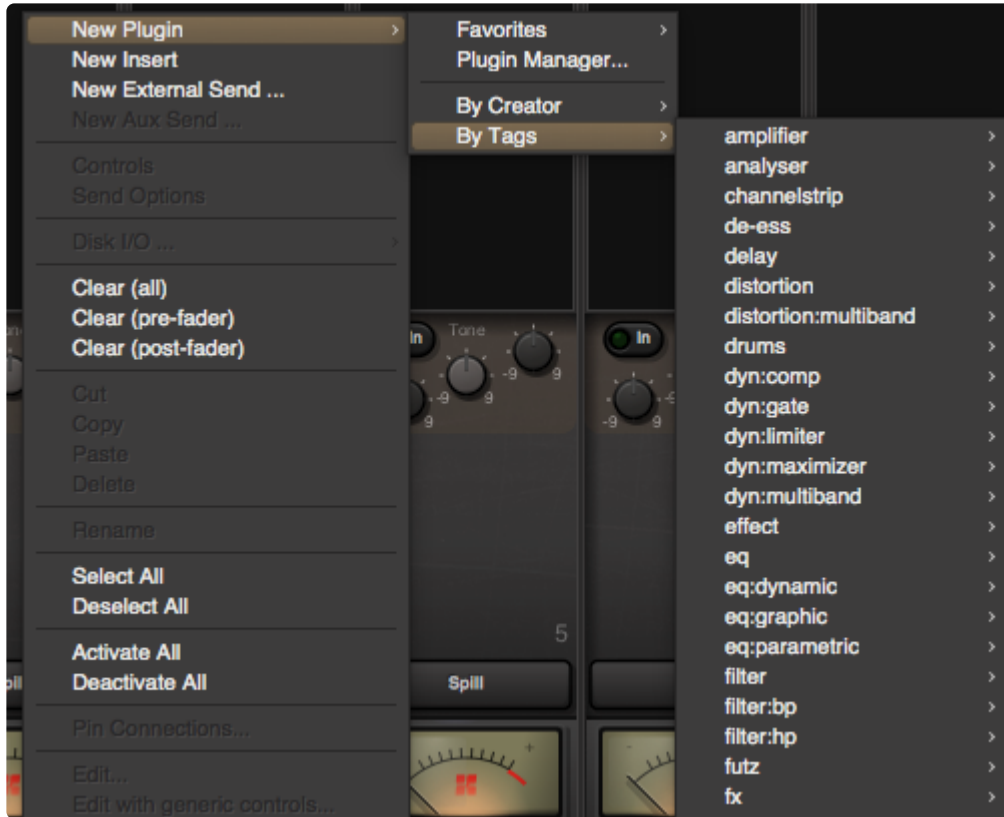 New Plugin
New Insert
New External Send ...
New Aux Send ...
Controls
Send Options
Disk I/O ...
Clear (all)
Clear (pre-fader)
Clear (post-fader)
Cut
Copy
Paste
Delete
Rename
Select All
Deselect All
Activate All
Deactivate All
Pin Connections...
Edit...
Edit with generic controls...
Favorites
Plugin Manager...
By Creator
By Tags
amplifier
analyser
channelstrip
de-ess
delay
distortion
distortion:multiband
drums
dyn:comp
dyn:gate
dyn:limiter
dyn:maximizer
dyn:multiband
effect
eq
eq:dynamic
eq:graphic
eq:parametric
filter
filter:bp
filter:hp
futz
fx
In
Tone
-9 9
-9 9
9
5
Spill
- +
In
-9 9
-